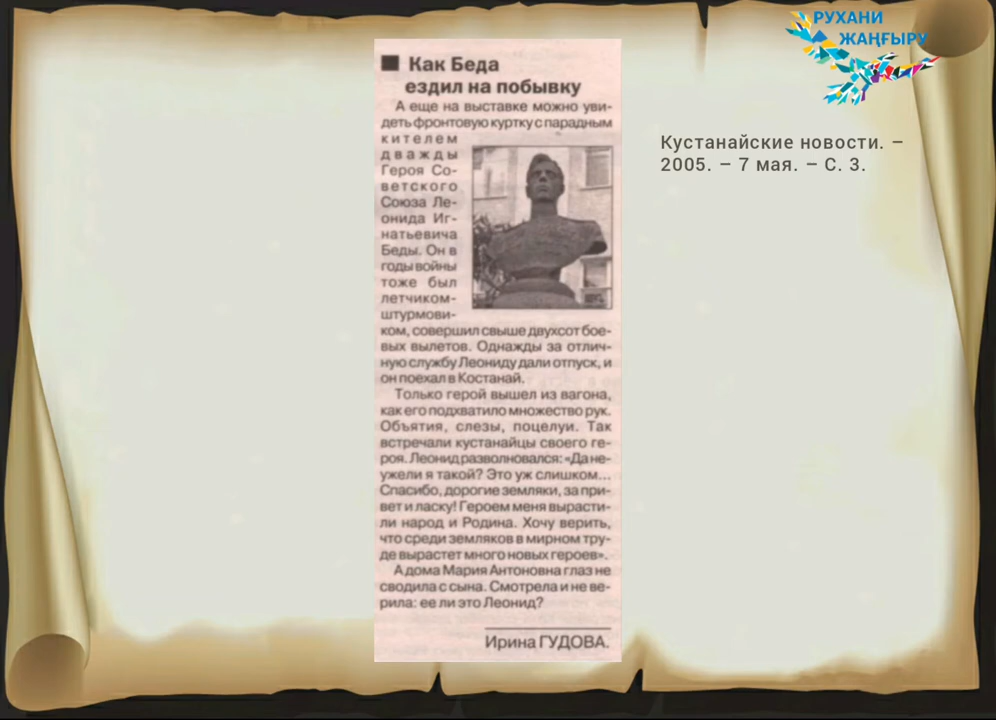 РУХАНИ
ЖАҢҒЫРУ
Как Беда
ездил на побывку
А еще на выставке можно уви-
деть фронтовую куртку с парадным
кителем
дважды
Героя Со-
ветского
Союза Ле-
онида Иг-
натьевича
Беды. Он в
годы войны
тоже был
летчиком-
штурмови-
ком, совершил свыше двухсот бое-
вых вылетов. Однажды за отлич-
ную службу Леониду дали отпуск, и
он поехал в Костанай.
Только герой вышел из вагона,
как его подхватило множество рук.
Объятия, слезы, поцелуи. Так
встречали кустанайцы своего ге-
роя. Леонид разволновался: «Да не-
ужели я такой? Это уж слишком...
Спасибо, дорогие земляки, за при-
вет и ласку! Героем меня вырасти-
ли народ и Родина. Хочу верить,
что среди земляков в мирном тру-
де вырастет много новых героев».
А дома Мария Антоновна глаз не
сводила с сына. Смотрела и не ве-
рила: ее ли это Леонид?
Ирина ГУДОВА.
Кустанайские новости. –
2005. – 7 мая. – С. 3.